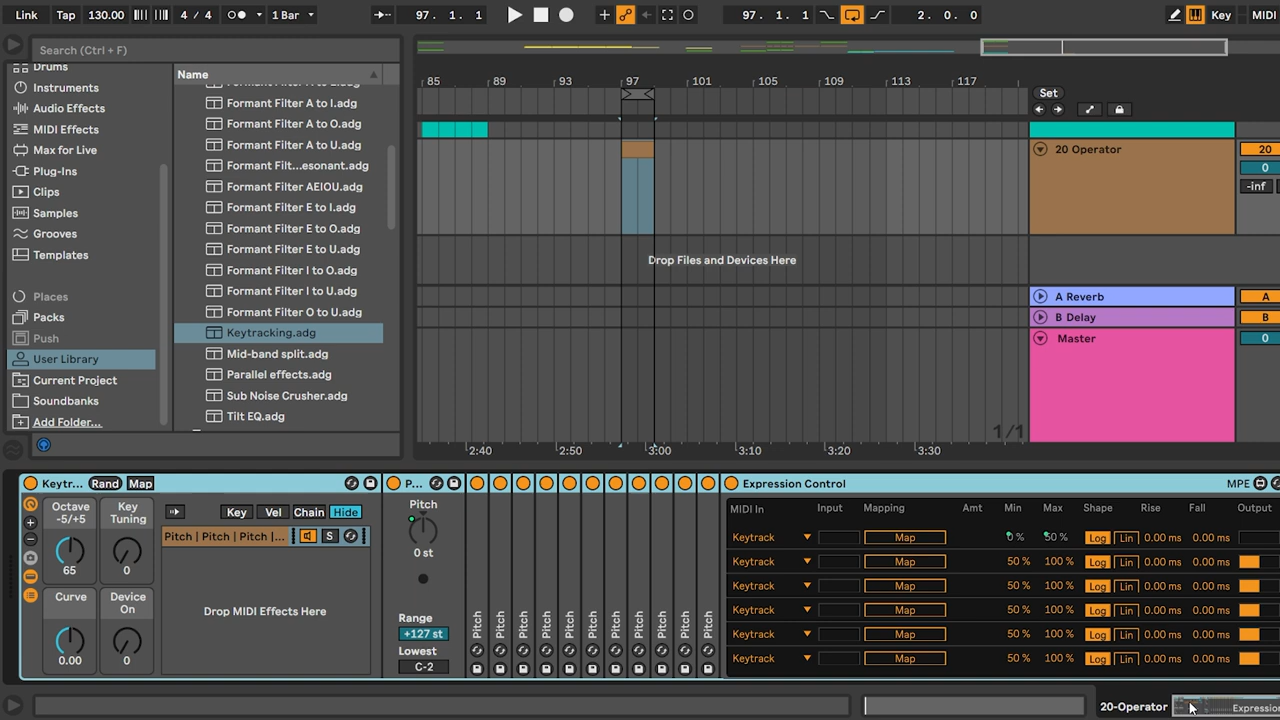 Link Tap 130.00 4 / 4 1 Bar 97. 1. 1 97. 1. 1 2. 0. 0 Key MIDI
Search (Ctrl + F)
Drums
Instruments
Audio Effects
MIDI Effects
Max for Live
Plug-Ins
Clips
Samples
Grooves
Templates
Places
Packs
Push
User Library
Current Project
Soundbanks
Add Folder...
Name
Formant Filter A to I.adg
Formant Filter A to O.adg
Formant Filter A to U.adg
Formant Filt...esonant.adg
Formant Filter AEIOU.adg
Formant Filter E to I.adg
Formant Filter E to O.adg
Formant Filter E to U.adg
Formant Filter I to O.adg
Formant Filter I to U.adg
Formant Filter O to U.adg
Keytracking.adg
Mid-band split.adg
Parallel effects.adg
Sub Noise Crusher.adg
Tilt EQ.adg
85 89 93 97 101 105 109 113 117
Set
20 Operator 20
0
-inf
Drop Files and Devices Here
A Reverb A
B Delay B
Master 0
1/1
2:40 2:50 3:00 3:10 3:20 3:30
Keytr... Rand Map
Octave
-5/+5
65
Key
Tuning
0
Curve
0.00
Device
On
0
Key Vel Chain Hide
Pitch | Pitch | Pitch |... S
Drop MIDI Effects Here
P...
Pitch
0 st
Range
+127 st
Lowest
C-2
Pitch Pitch Pitch Pitch Pitch Pitch Pitch Pitch Pitch Pitch Pitch
Expression Control MPE
MIDI In Input Mapping Amt Min Max Shape Rise Fall Output
Keytrack Map 0 % 50 % Log Lin 0.00 ms 0.00 ms
Keytrack Map 50 % 100 % Log Lin 0.00 ms 0.00 ms
Keytrack Map 50 % 100 % Log Lin 0.00 ms 0.00 ms
Keytrack Map 50 % 100 % Log Lin 0.00 ms 0.00 ms
Keytrack Map 50 % 100 % Log Lin 0.00 ms 0.00 ms
Keytrack Map 50 % 100 % Log Lin 0.00 ms 0.00 ms
20-Operator Expressio